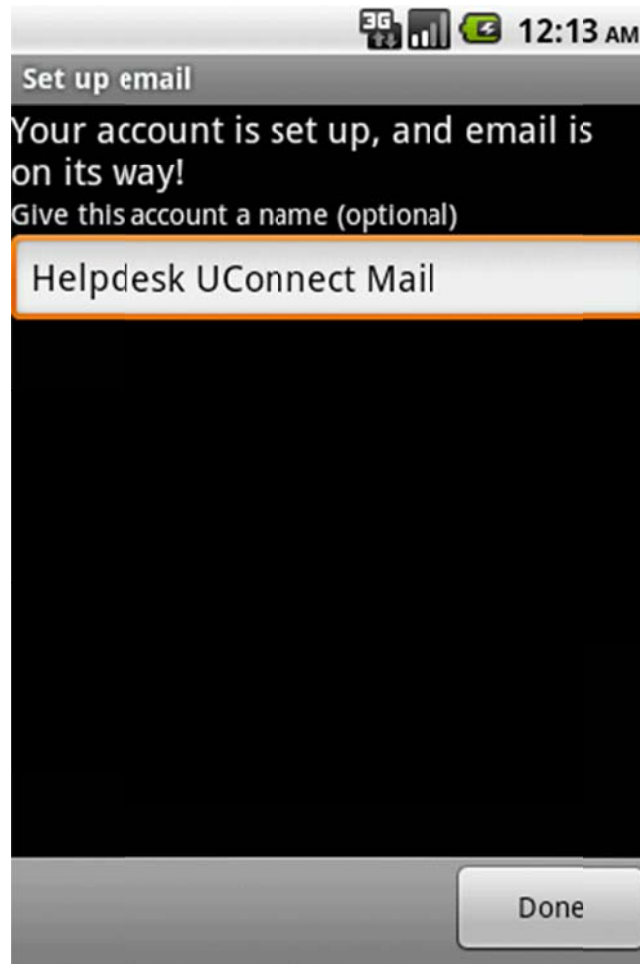 3G 12:13 AM
Set up email
Your account is set up, and email is
on its way!
Give this account a name (optional)
Helpdesk UConnect Mail
Done